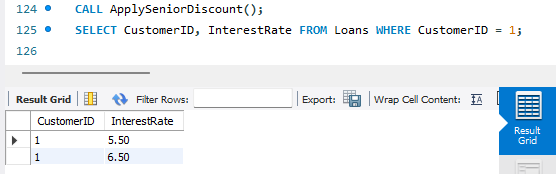 124 CALL ApplySeniorDiscount();
125 SELECT CustomerID, InterestRate FROM Loans WHERE CustomerID = 1;
126
Result Grid Filter Rows: Export: Wrap Cell Content: IA
CustomerID InterestRate
1 5.50
1 6.50
Result
Grid